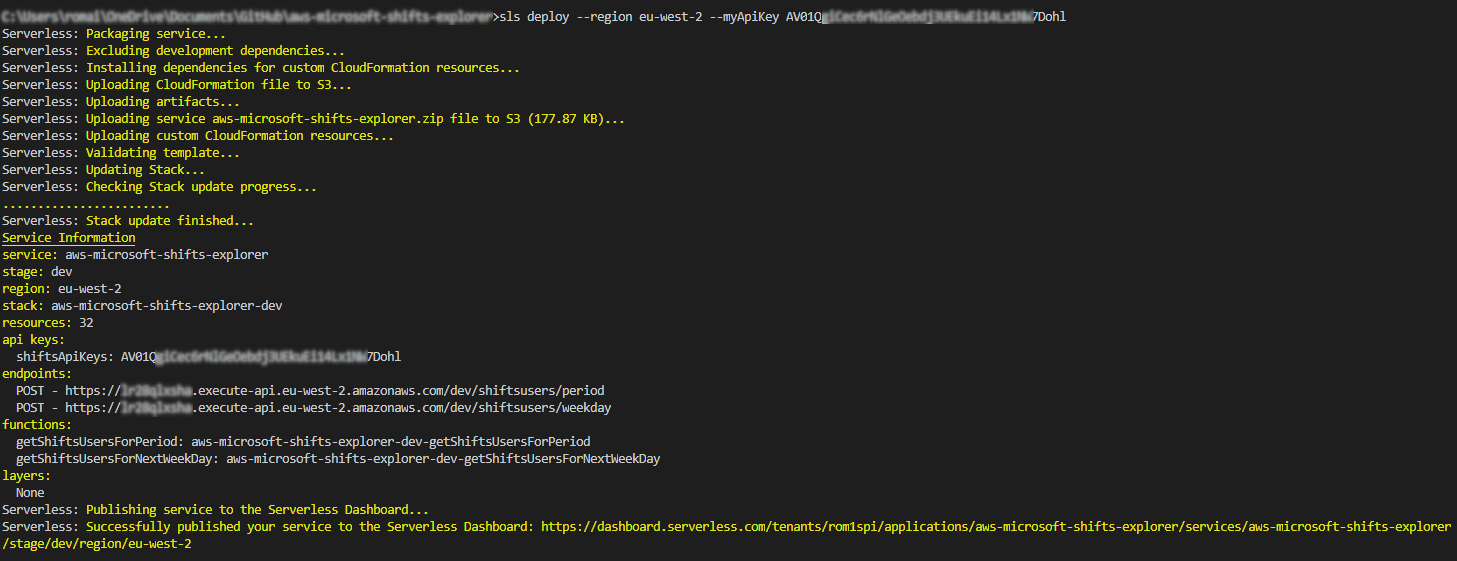 >sls deploy --region eu-west-2 --myApiKey AV01Q 7Dohl
Serverless: Packaging service...
Serverless: Excluding development dependencies...
Serverless: Installing dependencies for custom CloudFormation resources...
Serverless: Uploading CloudFormation file to S3...
Serverless: Uploading artifacts...
Serverless: Uploading service aws-microsoft-shifts-explorer.zip file to S3 (177.87 KB)...
Serverless: Uploading custom CloudFormation resources...
Serverless: Validating template...
Serverless: Updating Stack...
Serverless: Checking Stack update progress...
........................
Serverless: Stack update finished...
Service Information
service: aws-microsoft-shifts-explorer
stage: dev
region: eu-west-2
stack: aws-microsoft-shifts-explorer-dev
resources: 32
api keys:
  shiftsApiKeys: AV01Q 7Dohl
endpoints:
  POST - https:// .execute-api.eu-west-2.amazonaws.com/dev/shiftsusers/period
  POST - https:// .execute-api.eu-west-2.amazonaws.com/dev/shiftsusers/weekday
functions:
  getShiftsUsersForPeriod: aws-microsoft-shifts-explorer-dev-getShiftsUsersForPeriod
  getShiftsUsersForNextWeekDay: aws-microsoft-shifts-explorer-dev-getShiftsUsersForNextWeekDay
layers:
  None
Serverless: Publishing service to the Serverless Dashboard...
Serverless: Successfully published your service to the Serverless Dashboard: https://dashboard.serverless.com/tenants/rom1spi/applications/aws-microsoft-shifts-explorer/services/aws-microsoft-shifts-explorer
/stage/dev/region/eu-west-2